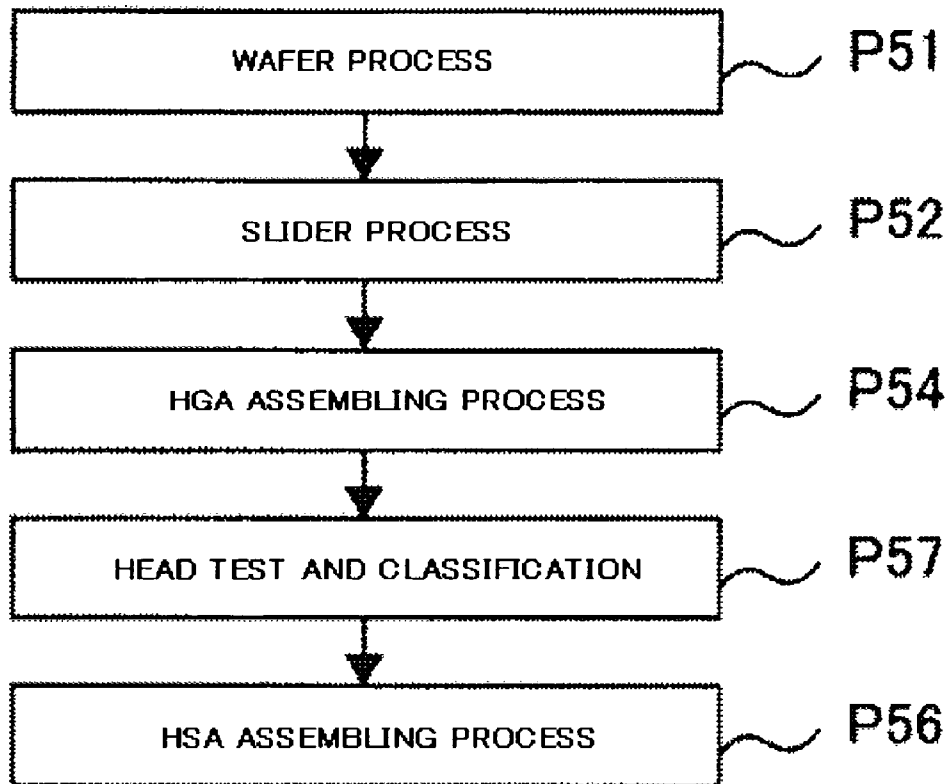 WAFER PROCESS P51
SLIDER PROCESS P52
HGA ASSEMBLING PROCESS P54
HEAD TEST AND CLASSIFICATION P57
HSA ASSEMBLING PROCESS P56